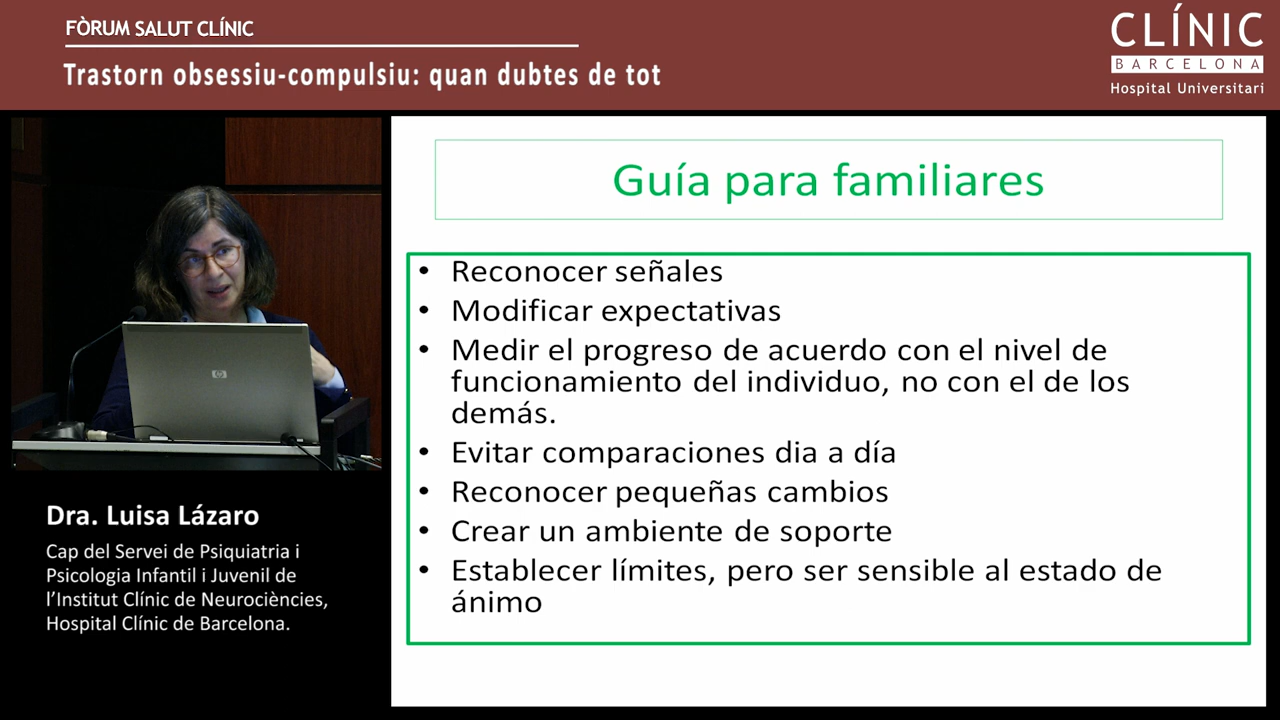 FÒRUM SALUT CLÍNIC
Trastorn obsessiu-compulsiu: quan dubtes de tot
CLÍNIC
BARCELONA
Hospital Universitari
Guía para familiares
• Reconocer señales
• Modificar expectativas
• Medir el progreso de acuerdo con el nivel de
funcionamiento del individuo, no con el de los
demás.
• Evitar comparaciones dia a día
• Reconocer pequeñas cambios
• Crear un ambiente de soporte
• Establecer límites, pero ser sensible al estado de
ánimo
hp
Dra. Luisa Lázaro
Cap del Servei de Psiquiatria i
Psicologia Infantil i Juvenil de
l’Institut Clínic de Neurociències,
Hospital Clínic de Barcelona.